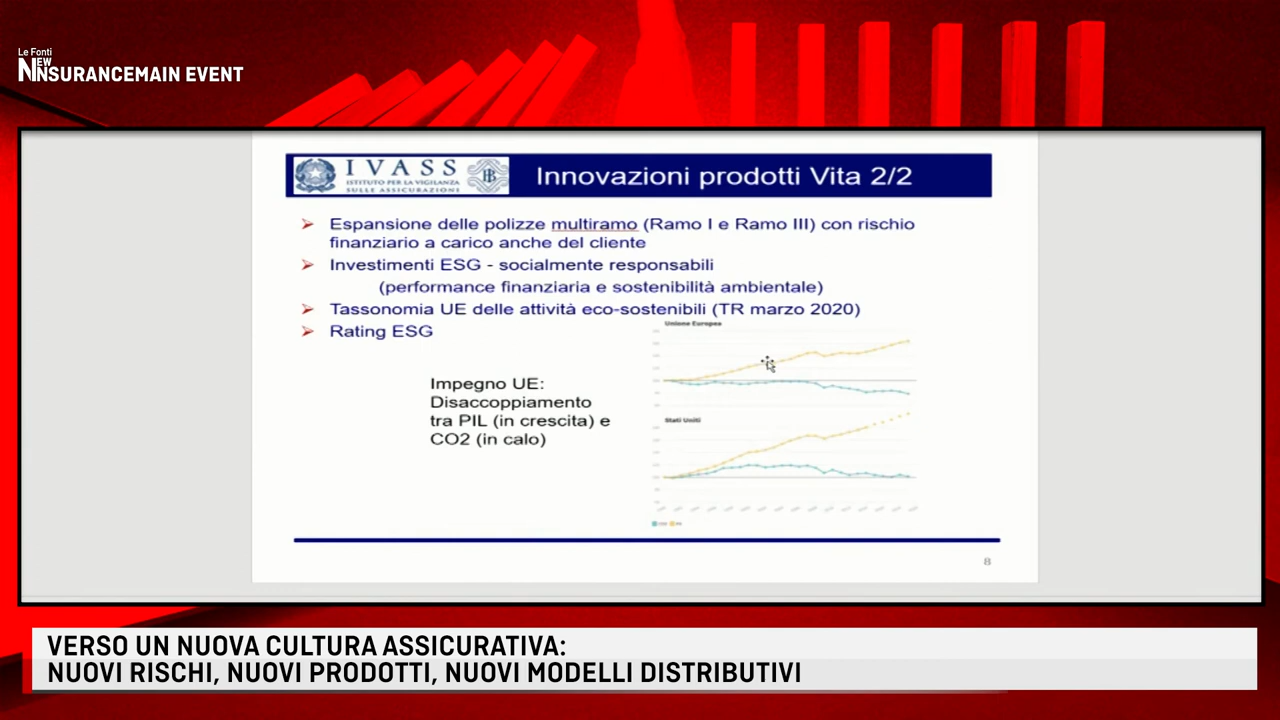 Le Fonti
NEW
INSURANCEMAIN EVENT
IVASS
ISTITUTO PER LA VIGILANZA
SULLE ASSICURAZIONI
Innovazioni prodotti Vita 2/2
Espansione delle polizze multiramo (Ramo I e Ramo III) con rischio
finanziario a carico anche del cliente
Investimenti ESG - socialmente responsabili
(performance finanziaria e sostenibilità ambientale)
Tassonomia UE delle attività eco-sostenibili (TR marzo 2020)
Rating ESG
Unione Europea
Impegno UE:
Disaccoppiamento
tra PIL (in crescita) e
CO2 (in calo)
Stati Uniti
8
VERSO UN NUOVA CULTURA ASSICURATIVA:
NUOVI RISCHI, NUOVI PRODOTTI, NUOVI MODELLI DISTRIBUTIVI